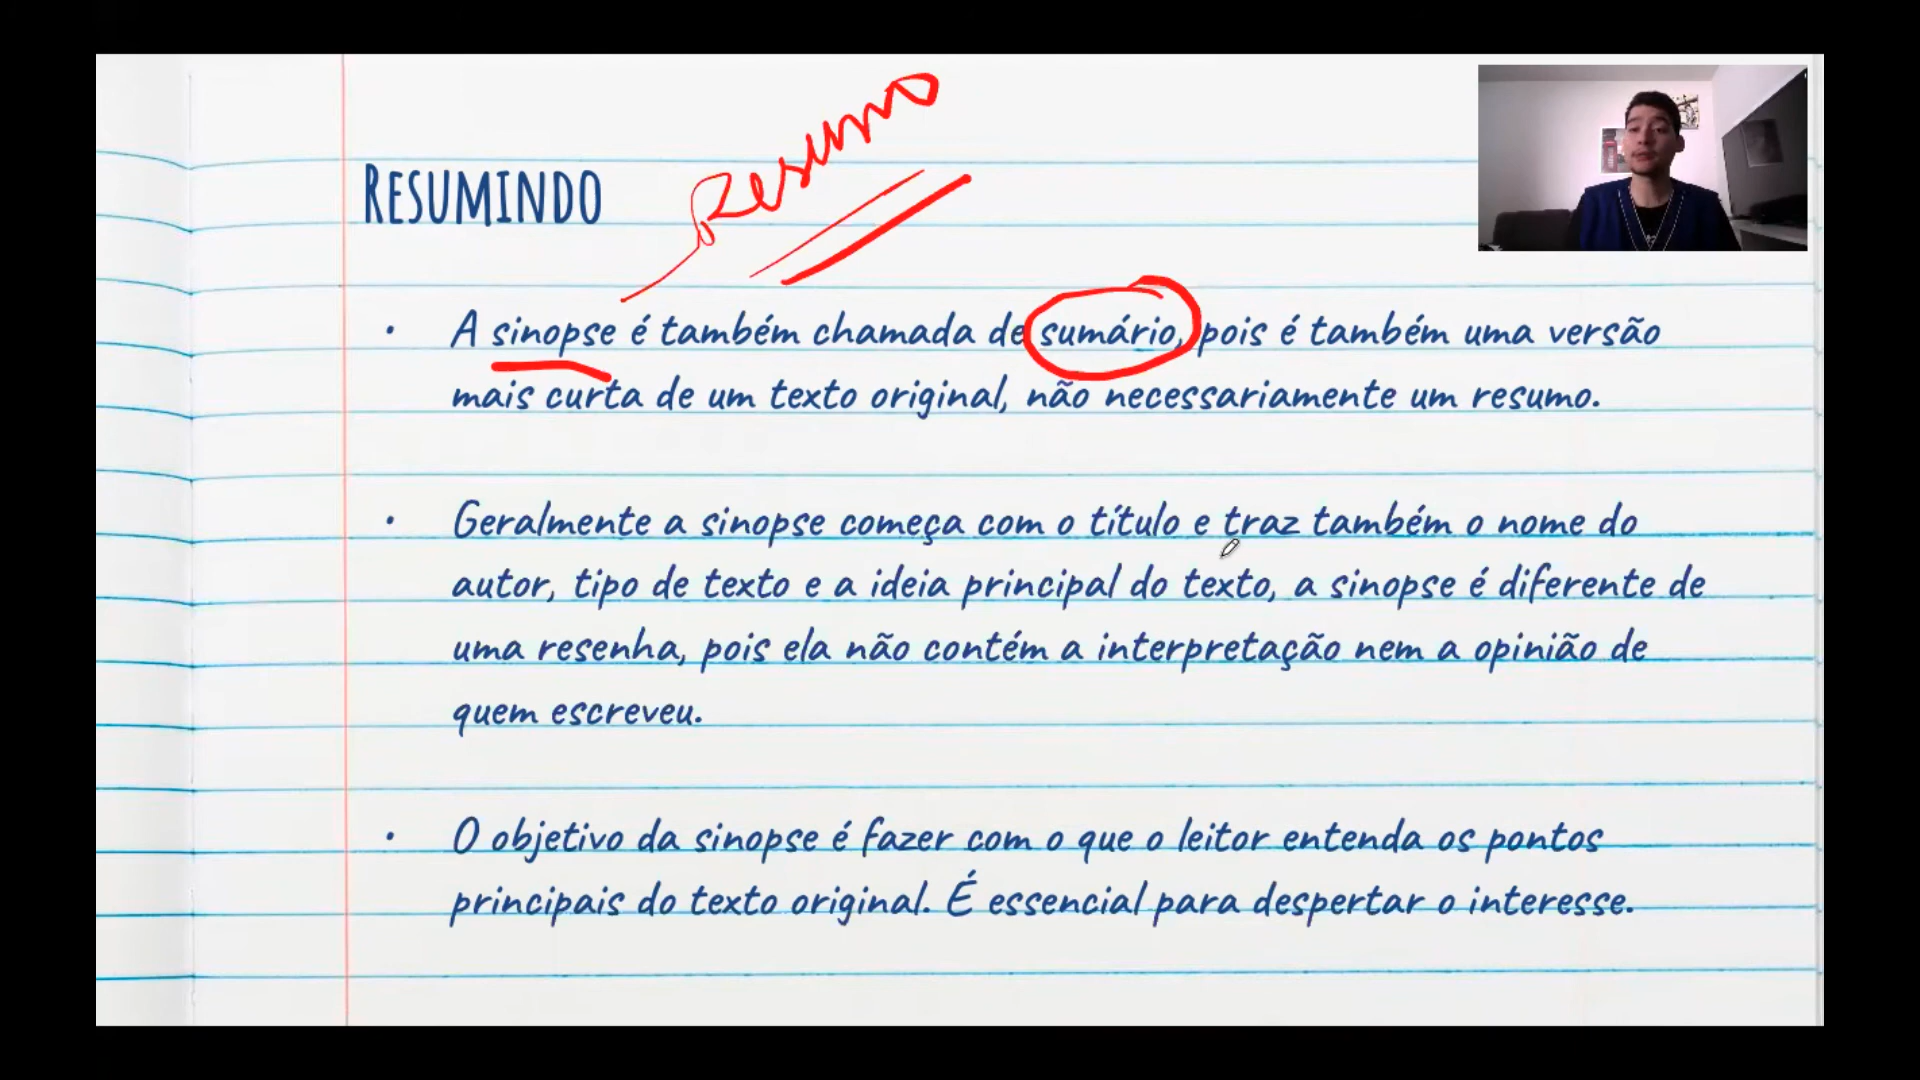 Resumo
RESUMINDO
• A sinopse é também chamada de sumário, pois é também uma versão
mais curta de um texto original, não necessariamente um resumo.
• Geralmente a sinopse começa com o título e traz também o nome do
autor, tipo de texto e a ideia principal do texto, a sinopse é diferente de
uma resenha, pois ela não contém a interpretação nem a opinião de
quem escreveu.
• O objetivo da sinopse é fazer com o que o leitor entenda os pontos
principais do texto original. É essencial para despertar o interesse.